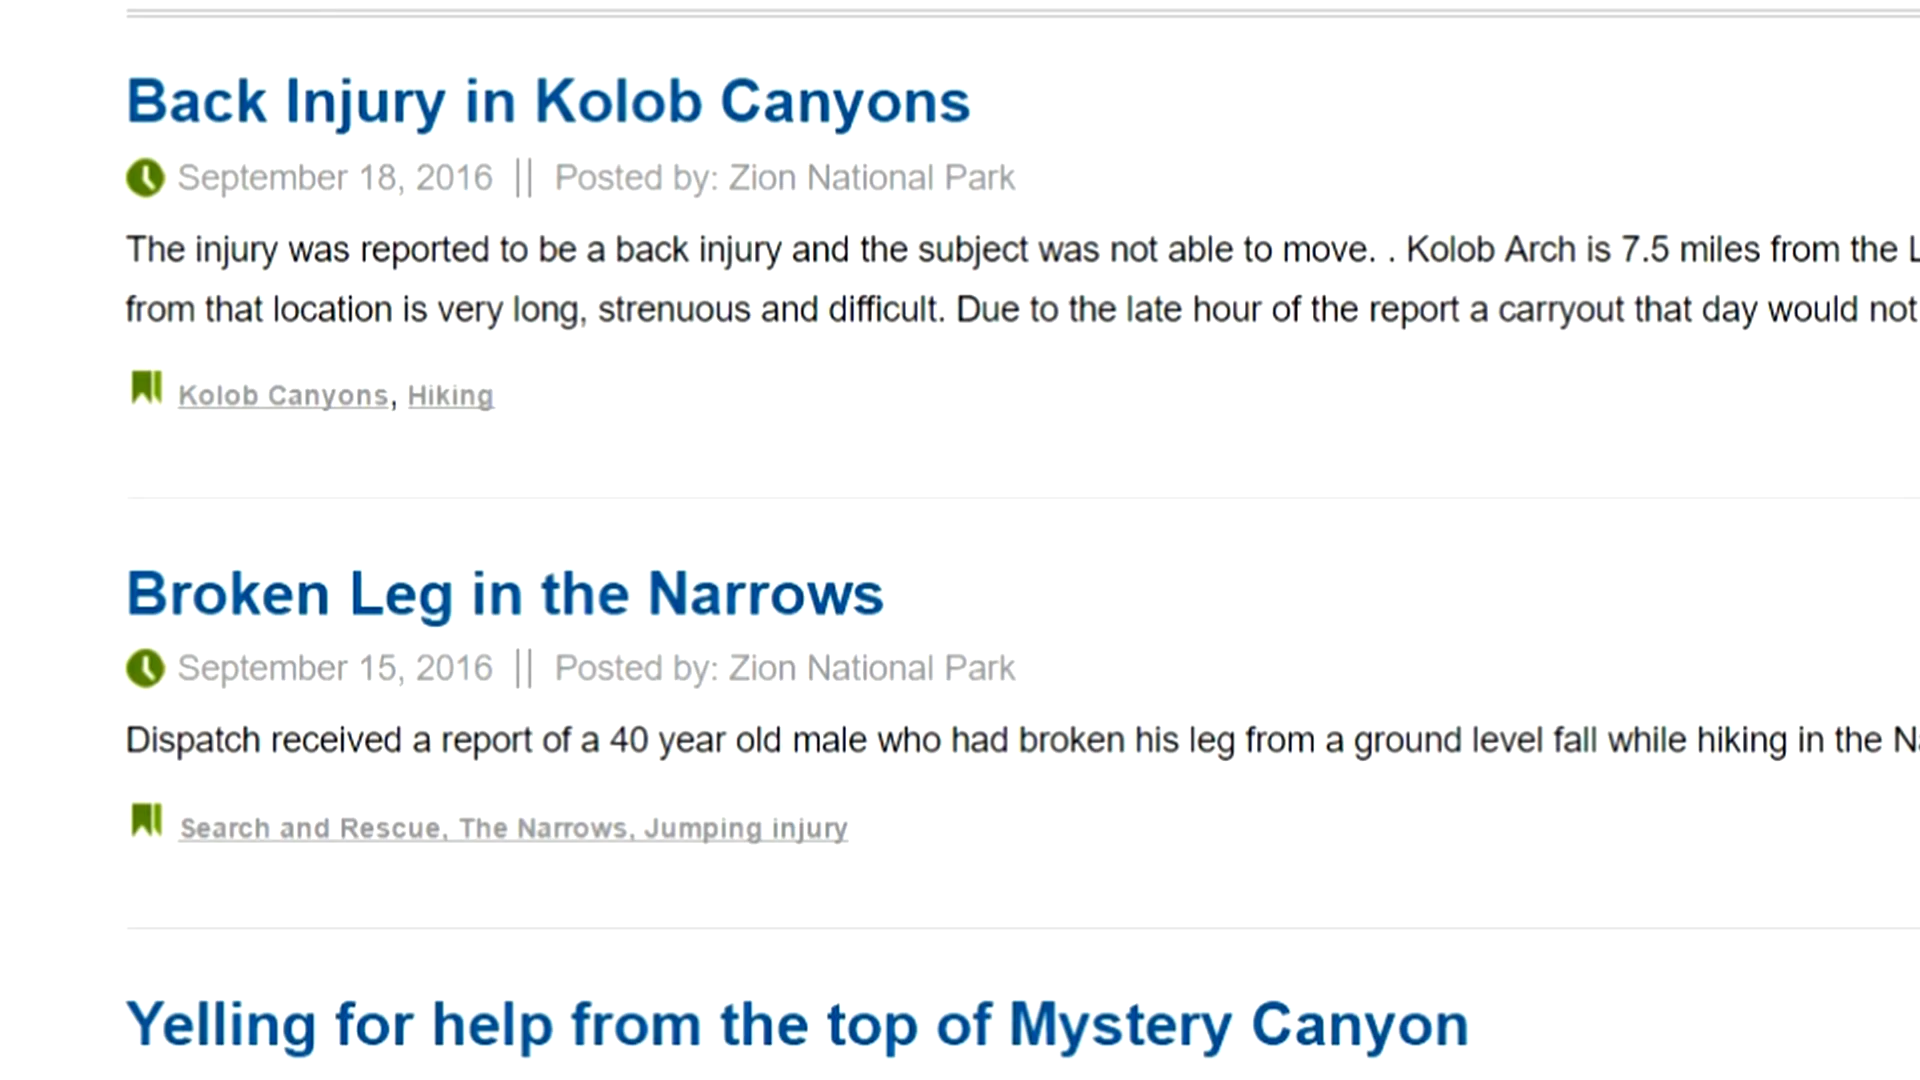 Back Injury in Kolob Canyons
September 18, 2016 || Posted by: Zion National Park
The injury was reported to be a back injury and the subject was not able to move. . Kolob Arch is 7.5 miles from the
from that location is very long, strenuous and difficult. Due to the late hour of the report a carryout that day would not
Kolob Canyons, Hiking
Broken Leg in the Narrows
September 15, 2016 || Posted by: Zion National Park
Dispatch received a report of a 40 year old male who had broken his leg from a ground level fall while hiking in the
Search and Rescue, The Narrows, Jumping injury
Yelling for help from the top of Mystery Canyon